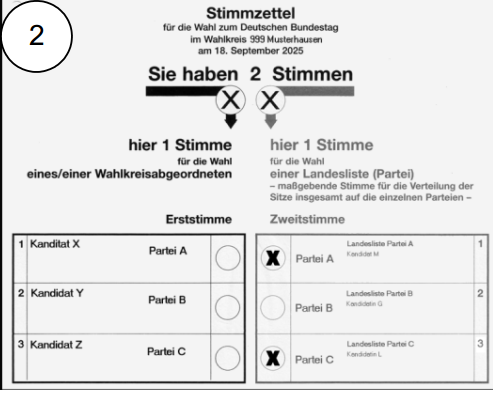 2
Stimmzettel
für die Wahl zum Deutschen Bundestag
im Wahlkreis 999 Musterhausen
am 18. September 2025
Sie haben 2 Stimmen
X X
hier 1 Stimme
für die Wahl
eines/einer Wahlkreisabgeordneten
hier 1 Stimme
für die Wahl
einer Landesliste (Partei)
– maßgebende Stimme für die Verteilung der
Sitze insgesamt auf die einzelnen Parteien –
Erststimme
Zweitstimme
1 Kanditat X Partei A
2 Kandidat Y Partei B
3 Kandidat Z Partei C
X Partei A Landesliste Partei A 1
Kandidat M
Partei B Landesliste Partei B 2
Kandidatin G
X Partei C Landesliste Partei C 3
Kandidatin L